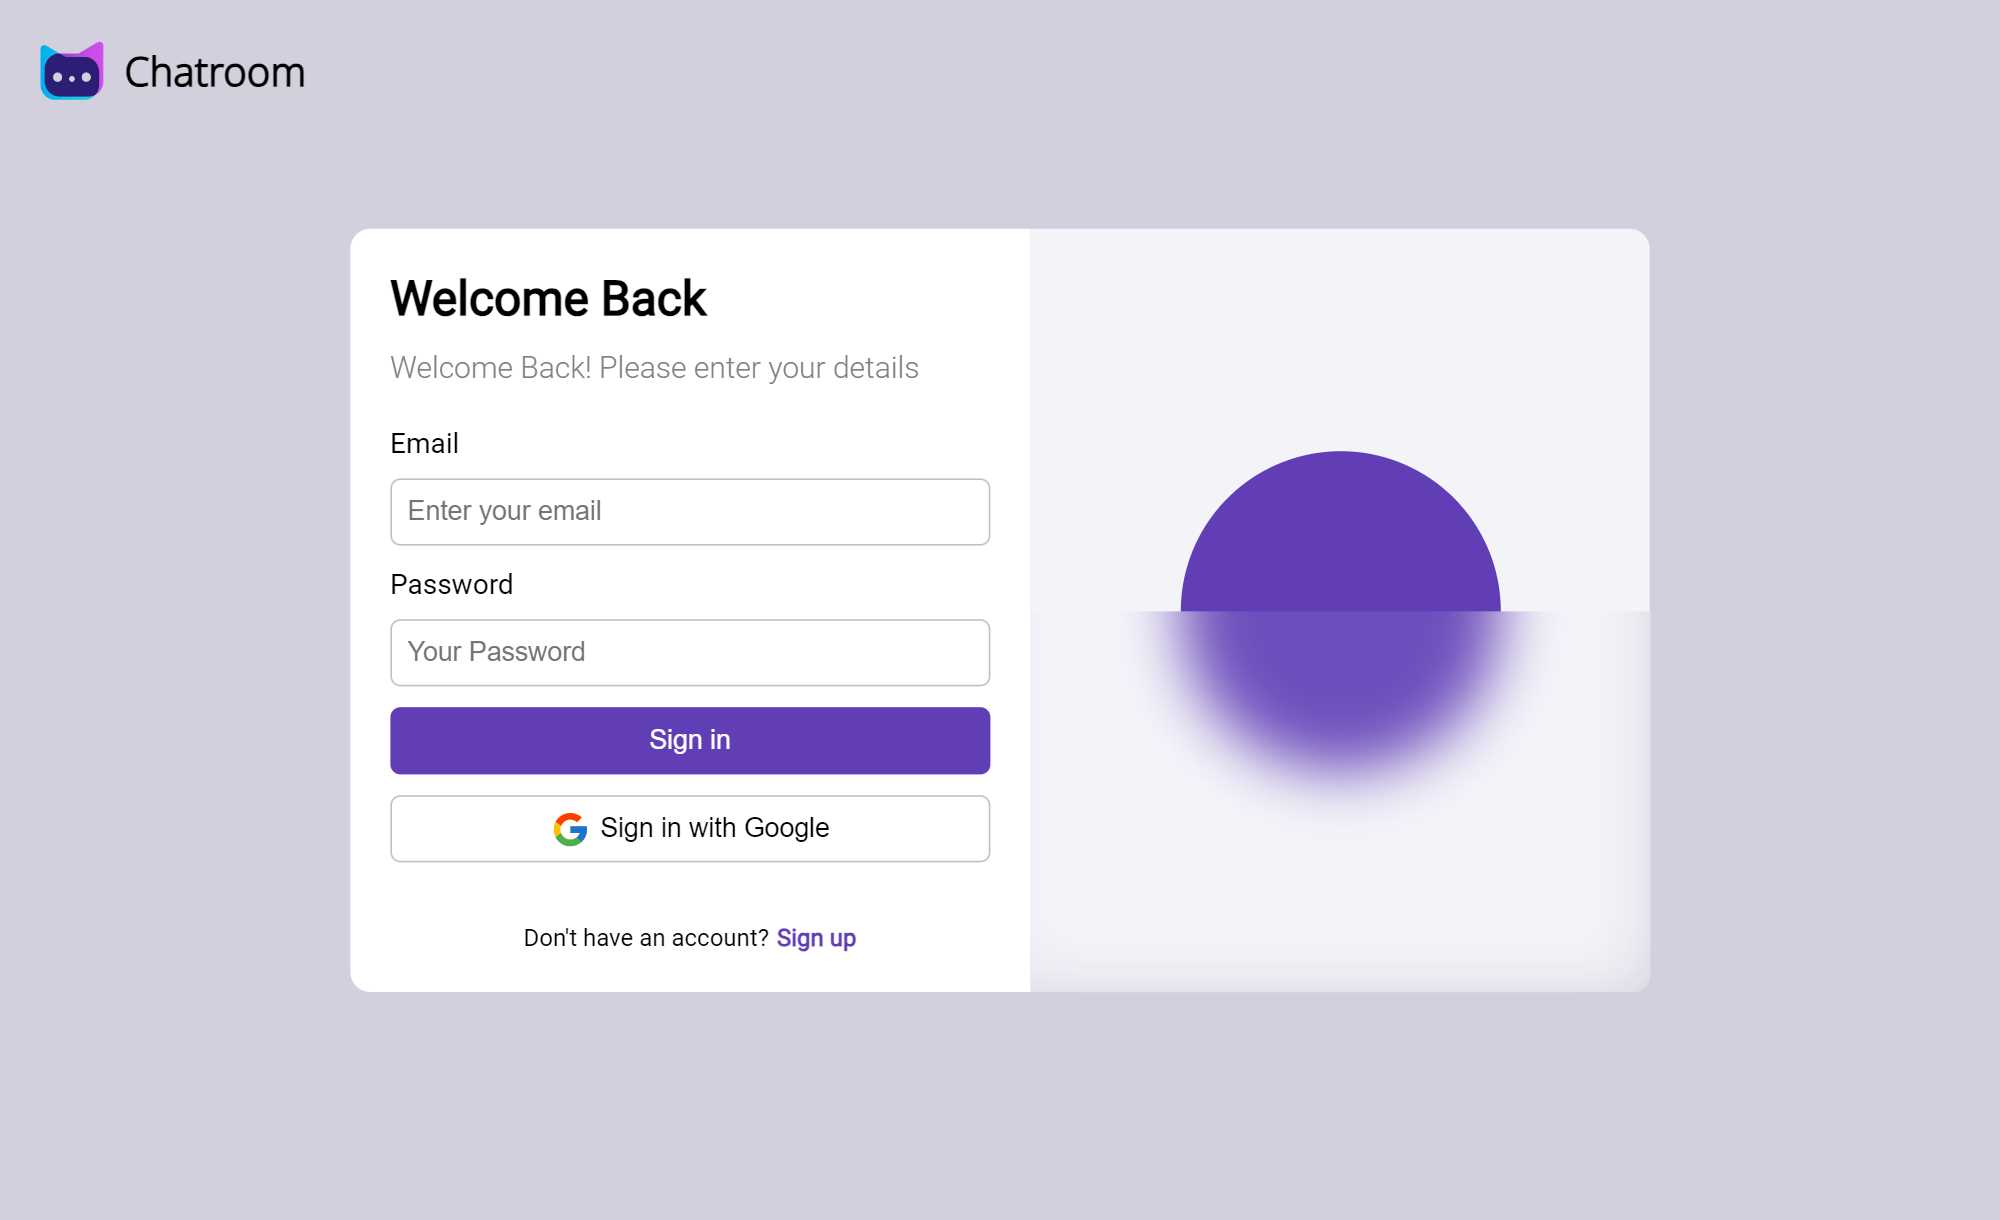 Chatroom
Welcome Back
Welcome Back! Please enter your details
Email
Enter your email
Password
Your Password
Sign in
Sign in with Google
Don't have an account? Sign up